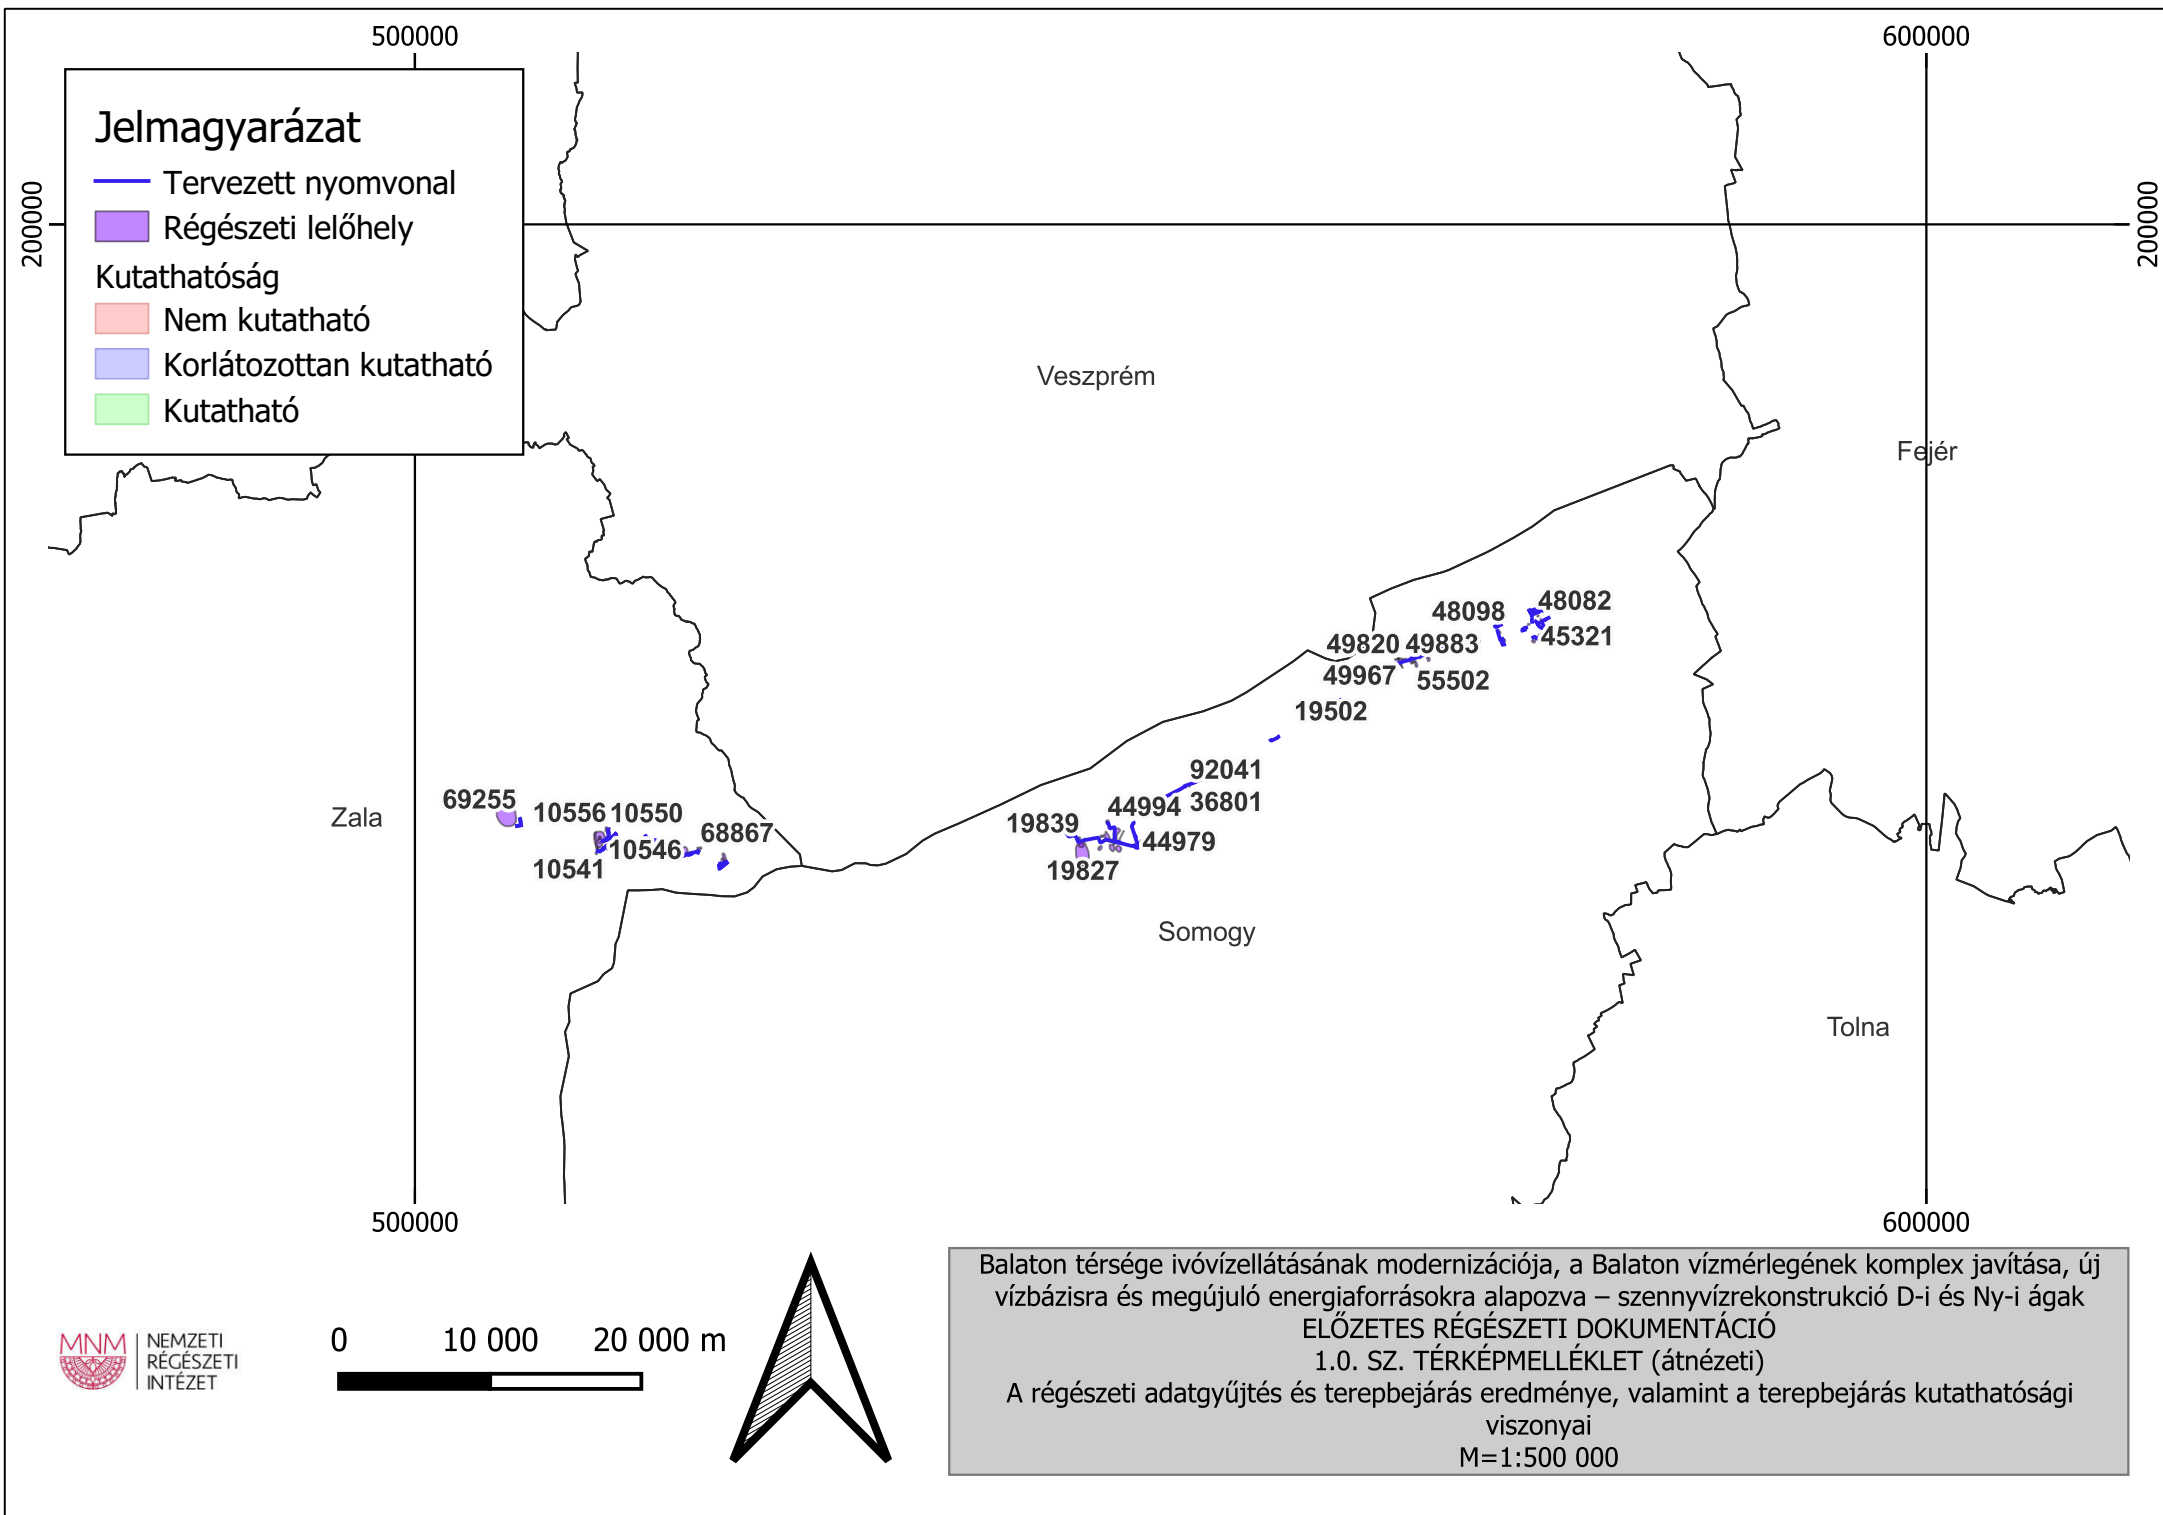 500000
600000
Jelmagyarázat
Tervezett nyomvonal
Régészeti lelőhely
Kutathatóság
Nem kutatható
Korlátozottan kutatható
Kutatható
200000
200000
Veszprém
Fejér
48098
48082
45321
49820
49883
49967
55502
19502
92041
36801
44994
19839
44979
19827
Zala
69255
10556
10550
68867
10546
10541
Somogy
Tolna
500000
600000
MNM
NEMZETI
RÉGÉSZETI
INTÉZET
0 10 000 20 000 m
Balaton térsége ivóvízellátásának modernizációja, a Balaton vízmérlegének komplex javítása, új
vízbázisra és megújuló energiaforrásokra alapozva – szennyvízrekonstrukció D-i és Ny-i ágak
ELŐZETES RÉGÉSZETI DOKUMENTÁCIÓ
1.0. SZ. TÉRKÉPMELLÉKLET (átnézeti)
A régészeti adatgyűjtés és terepbejárás eredménye, valamint a terepbejárás kutathatósági
viszonyai
M=1:500 000